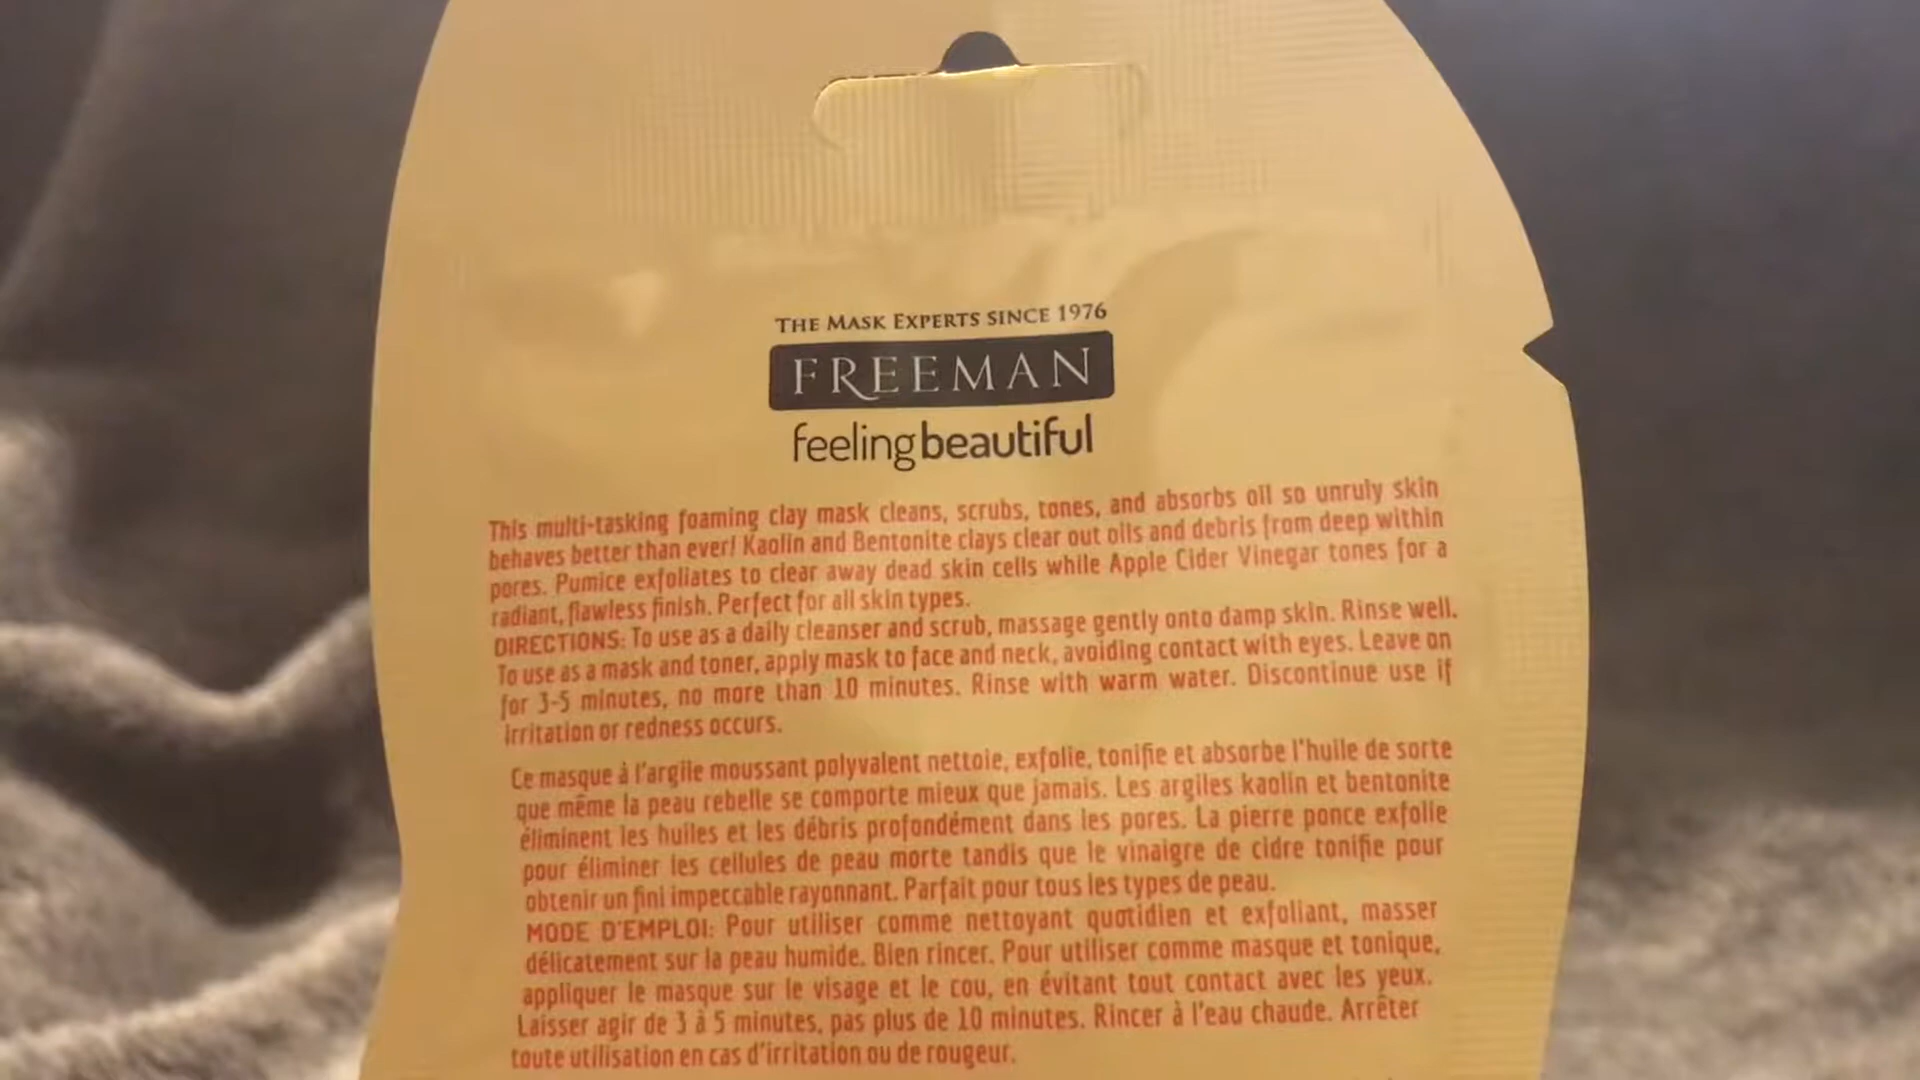 THE MASK EXPERTS SINCE 1976
FREEMAN
feelingbeautiful
This multi-tasking foaming clay mask cleans, scrubs, tones, and absorbs oil so unruly skin
behaves better than ever! Kaolin and Bentonite clays clear out oils and debris from deep within
pores. Pumice exfoliates to clear away dead skin cells while Apple Cider Vinegar tones for a
radiant, flawless finish. Perfect for all skin types.
DIRECTIONS: To use as a daily cleanser and scrub, massage gently onto damp skin. Rinse well.
To use as a mask and toner, apply mask to face and neck, avoiding contact with eyes. Leave on
for 3-5 minutes, no more than 10 minutes. Rinse with warm water. Discontinue use if
irritation or redness occurs.
Ce masque à l'argile moussant polyvalent nettoie, exfolie, tonifie et absorbe l'huile de sorte
que même la peau rebelle se comporte mieux que jamais. Les argiles kaolin et bentonite
éliminent les huiles et les débris profondément dans les pores. La pierre ponce exfolie
pour éliminer les cellules de peau morte tandis que le vinaigre de cidre tonifie pour
obtenir un fini impeccable rayonnant. Parfait pour tous les types de peau.
MODE D'EMPLOI: Pour utiliser comme nettoyant quotidien et exfoliant, masser
délicatement sur la peau humide. Bien rincer. Pour utiliser comme masque et tonique,
appliquer le masque sur le visage et le cou, en évitant tout contact avec les yeux.
Laisser agir de 3 à 5 minutes, pas plus de 10 minutes. Rincer à l'eau chaude. Arrêter
toute utilisation en cas d'irritation ou de rougeur.